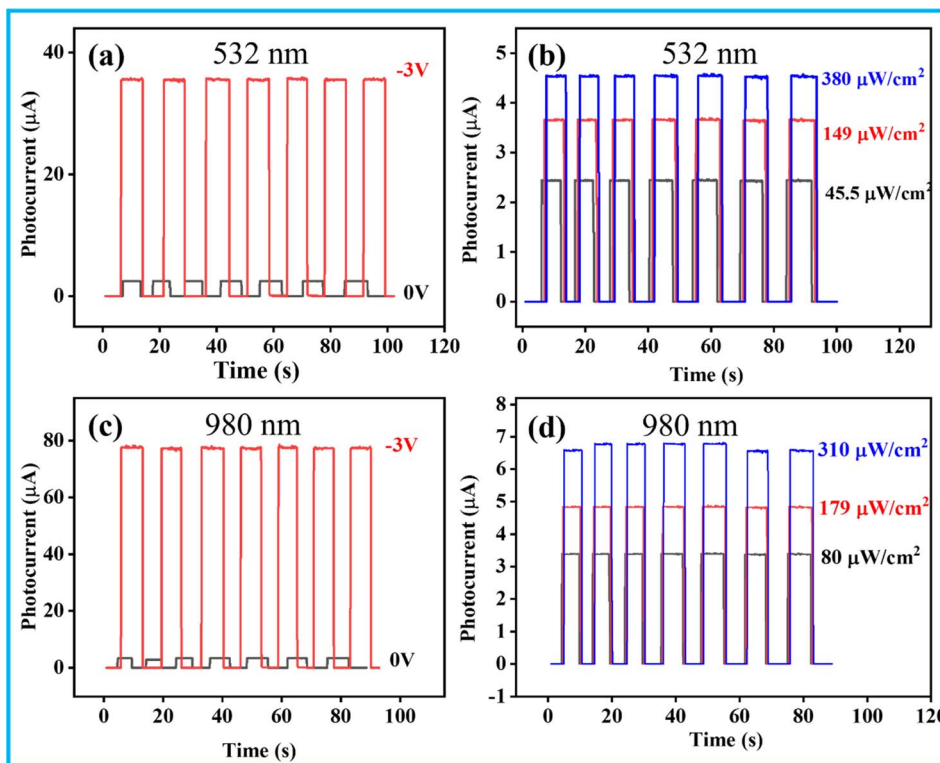 (a) 532 nm
-3V
0V
40
20
0
Photocurrent (μA)
0 20 40 60 80 100 120
Time (s)
(b) 532 nm
380 μW/cm²
149 μW/cm²
45.5 μW/cm²
5
4
3
2
1
0
Photocurrent (μA)
0 20 40 60 80 100 120
Time (s)
(c) 980 nm
-3V
0V
80
60
40
20
0
Photocurrent (μA)
0 20 40 60 80 100
Time (s)
(d) 980 nm
310 μW/cm²
179 μW/cm²
80 μW/cm²
8
7
6
5
4
3
2
1
0
-1
Photocurrent (μA)
0 20 40 60 80 100 120
Time (s)